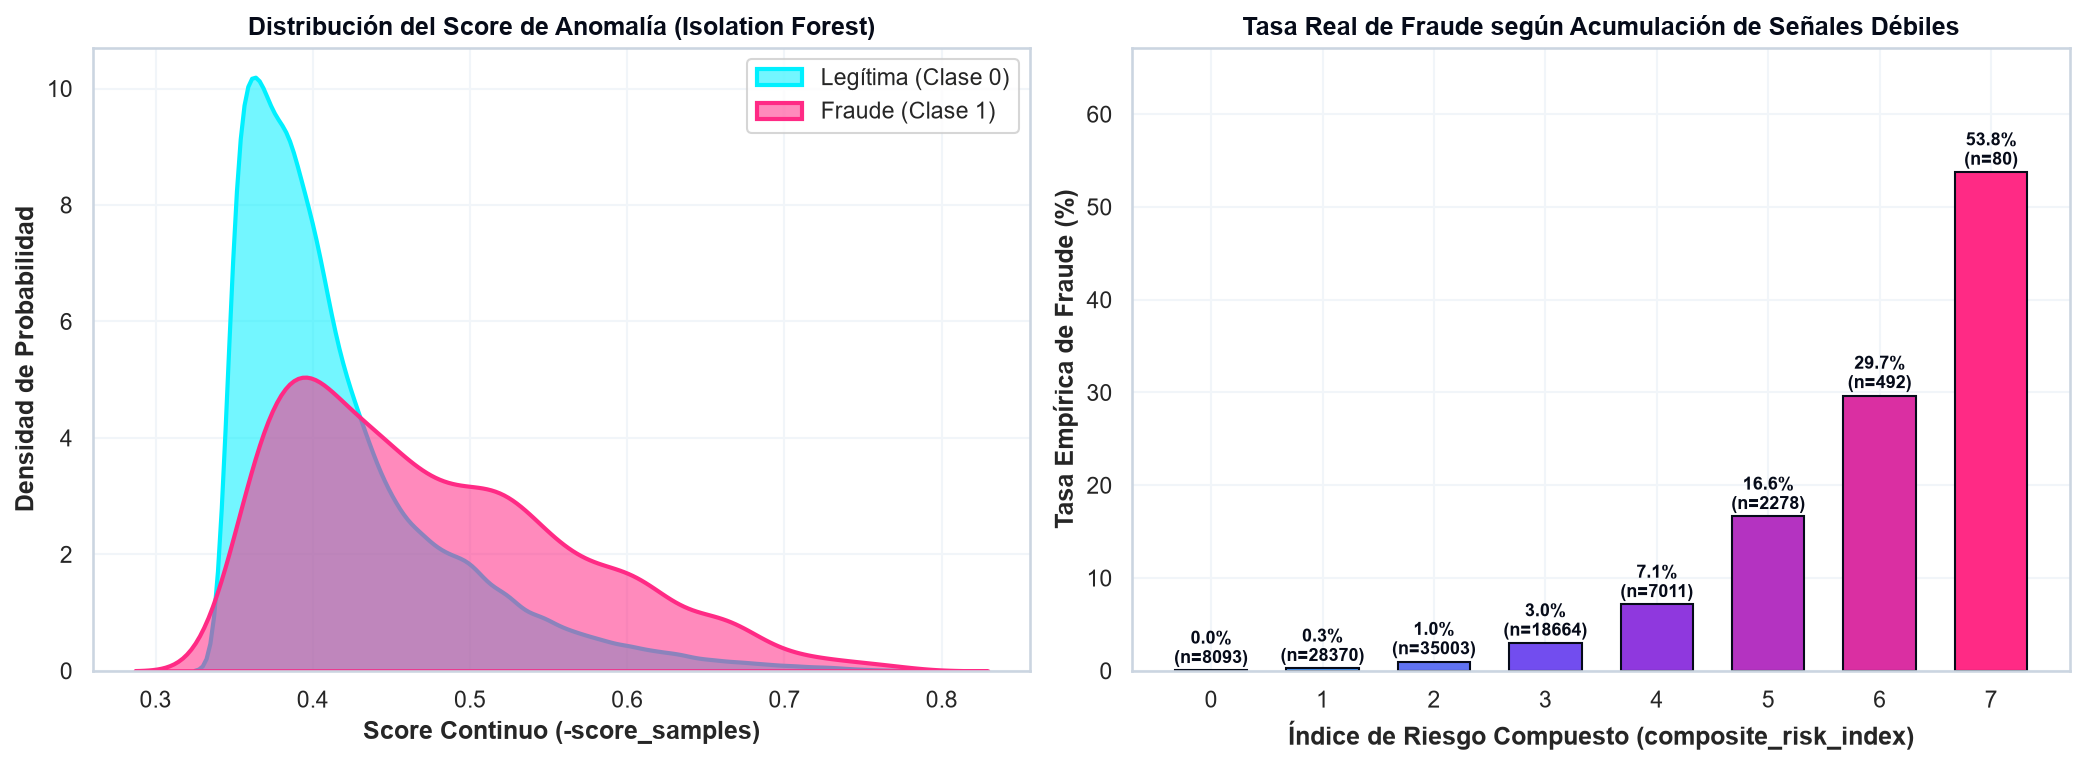 Distribución del Score de Anomalía (Isolation Forest)
Densidad de Probabilidad
10
8
6
4
2
0
Legítima (Clase 0)
Fraude (Clase 1)
0.3 0.4 0.5 0.6 0.7 0.8
Score Continuo (-score_samples)
Tasa Real de Fraude según Acumulación de Señales Débiles
Tasa Empírica de Fraude (%)
60
50
40
30
20
10
0
0.0%
(n=8093)
0.3%
(n=28370)
1.0%
(n=35003)
3.0%
(n=18664)
7.1%
(n=7011)
16.6%
(n=2278)
29.7%
(n=492)
53.8%
(n=80)
0 1 2 3 4 5 6 7
Índice de Riesgo Compuesto (composite_risk_index)